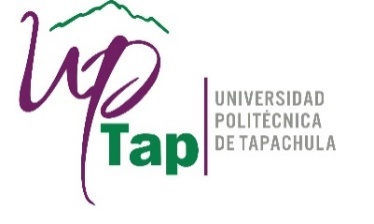 up
Tap
UNIVERSIDAD
POLITÉCNICA
DE TAPACHULA